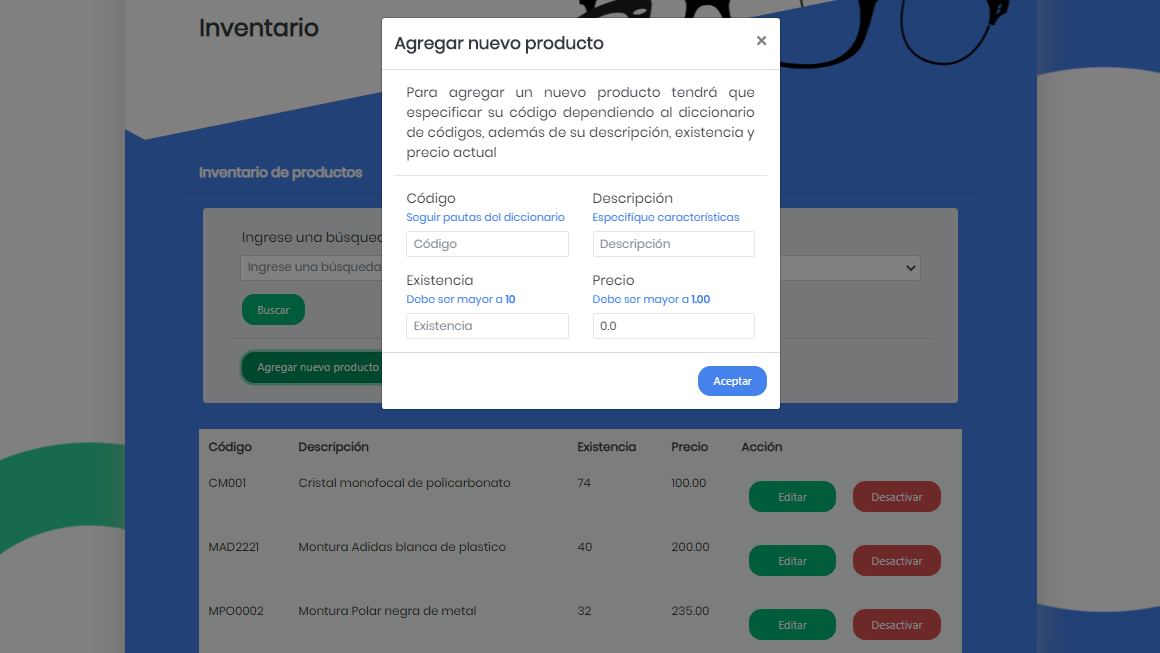 Inventario
Agregar nuevo producto
×
Para agregar un nuevo producto tendrá que
especificar su código dependiendo al diccionario
de códigos, además de su descripción, existencia y
precio actual
Inventario de productos
Código
Descripción
Seguir pautas del diccionario
Especifíque características
Código
Descripción
Existencia
Precio
Debe ser mayor a 10
Debe ser mayor a 1.00
Existencia
0.0
Aceptar
Ingrese una
Ingrese una búsqueda
Buscar
Agregar nuevo producto
Código Descripción Existencia Precio Acción
CM001 Cristal monofocal de policarbonato 74 100.00 Editar Desactivar
MAD2221 Montura Adidas blanca de plastico 40 200.00 Editar Desactivar
MPO0002 Montura Polar negra de metal 32 235.00 Editar Desactivar